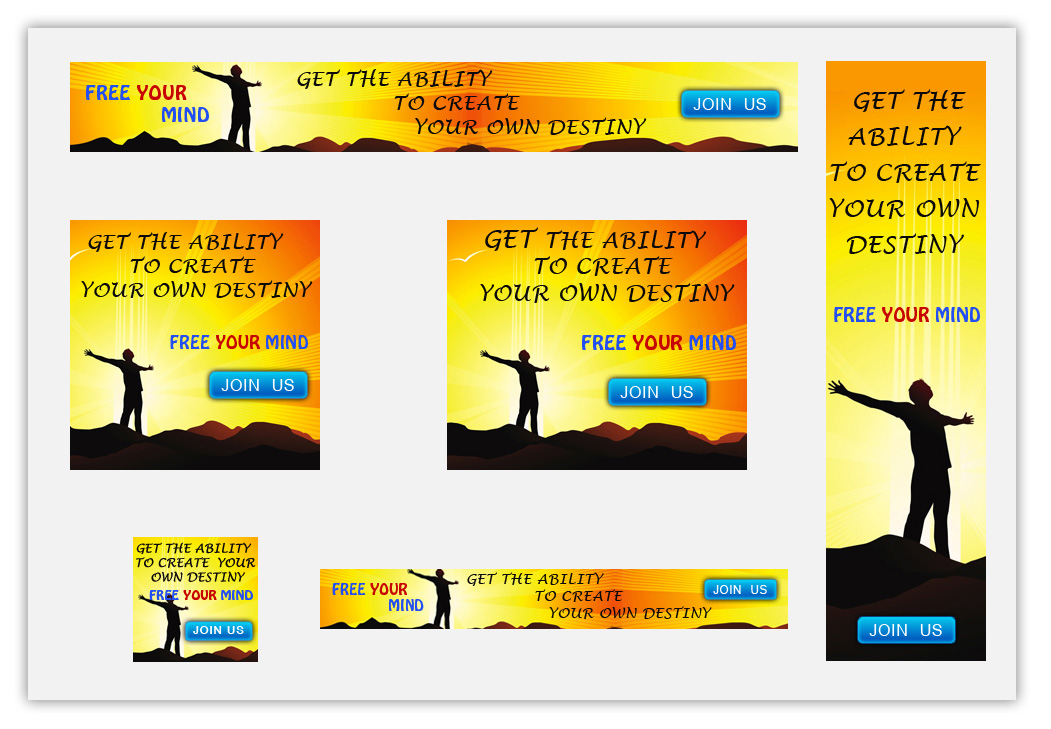 FREE YOUR
MIND
GET THE ABILITY
TO CREATE
YOUR OWN DESTINY
JOIN US
GET THE
ABILITY
TO CREATE
YOUR OWN
DESTINY
FREE YOUR MIND
JOIN US
GET THE ABILITY
TO CREATE
YOUR OWN DESTINY
FREE YOUR MIND
JOIN US
GET THE ABILITY
TO CREATE
YOUR OWN DESTINY
FREE YOUR MIND
JOIN US
GET THE ABILITY
TO CREATE YOUR
OWN DESTINY
FREE YOUR MIND
JOIN US
FREE YOUR
MIND
GET THE ABILITY
TO CREATE
YOUR OWN DESTINY
JOIN US